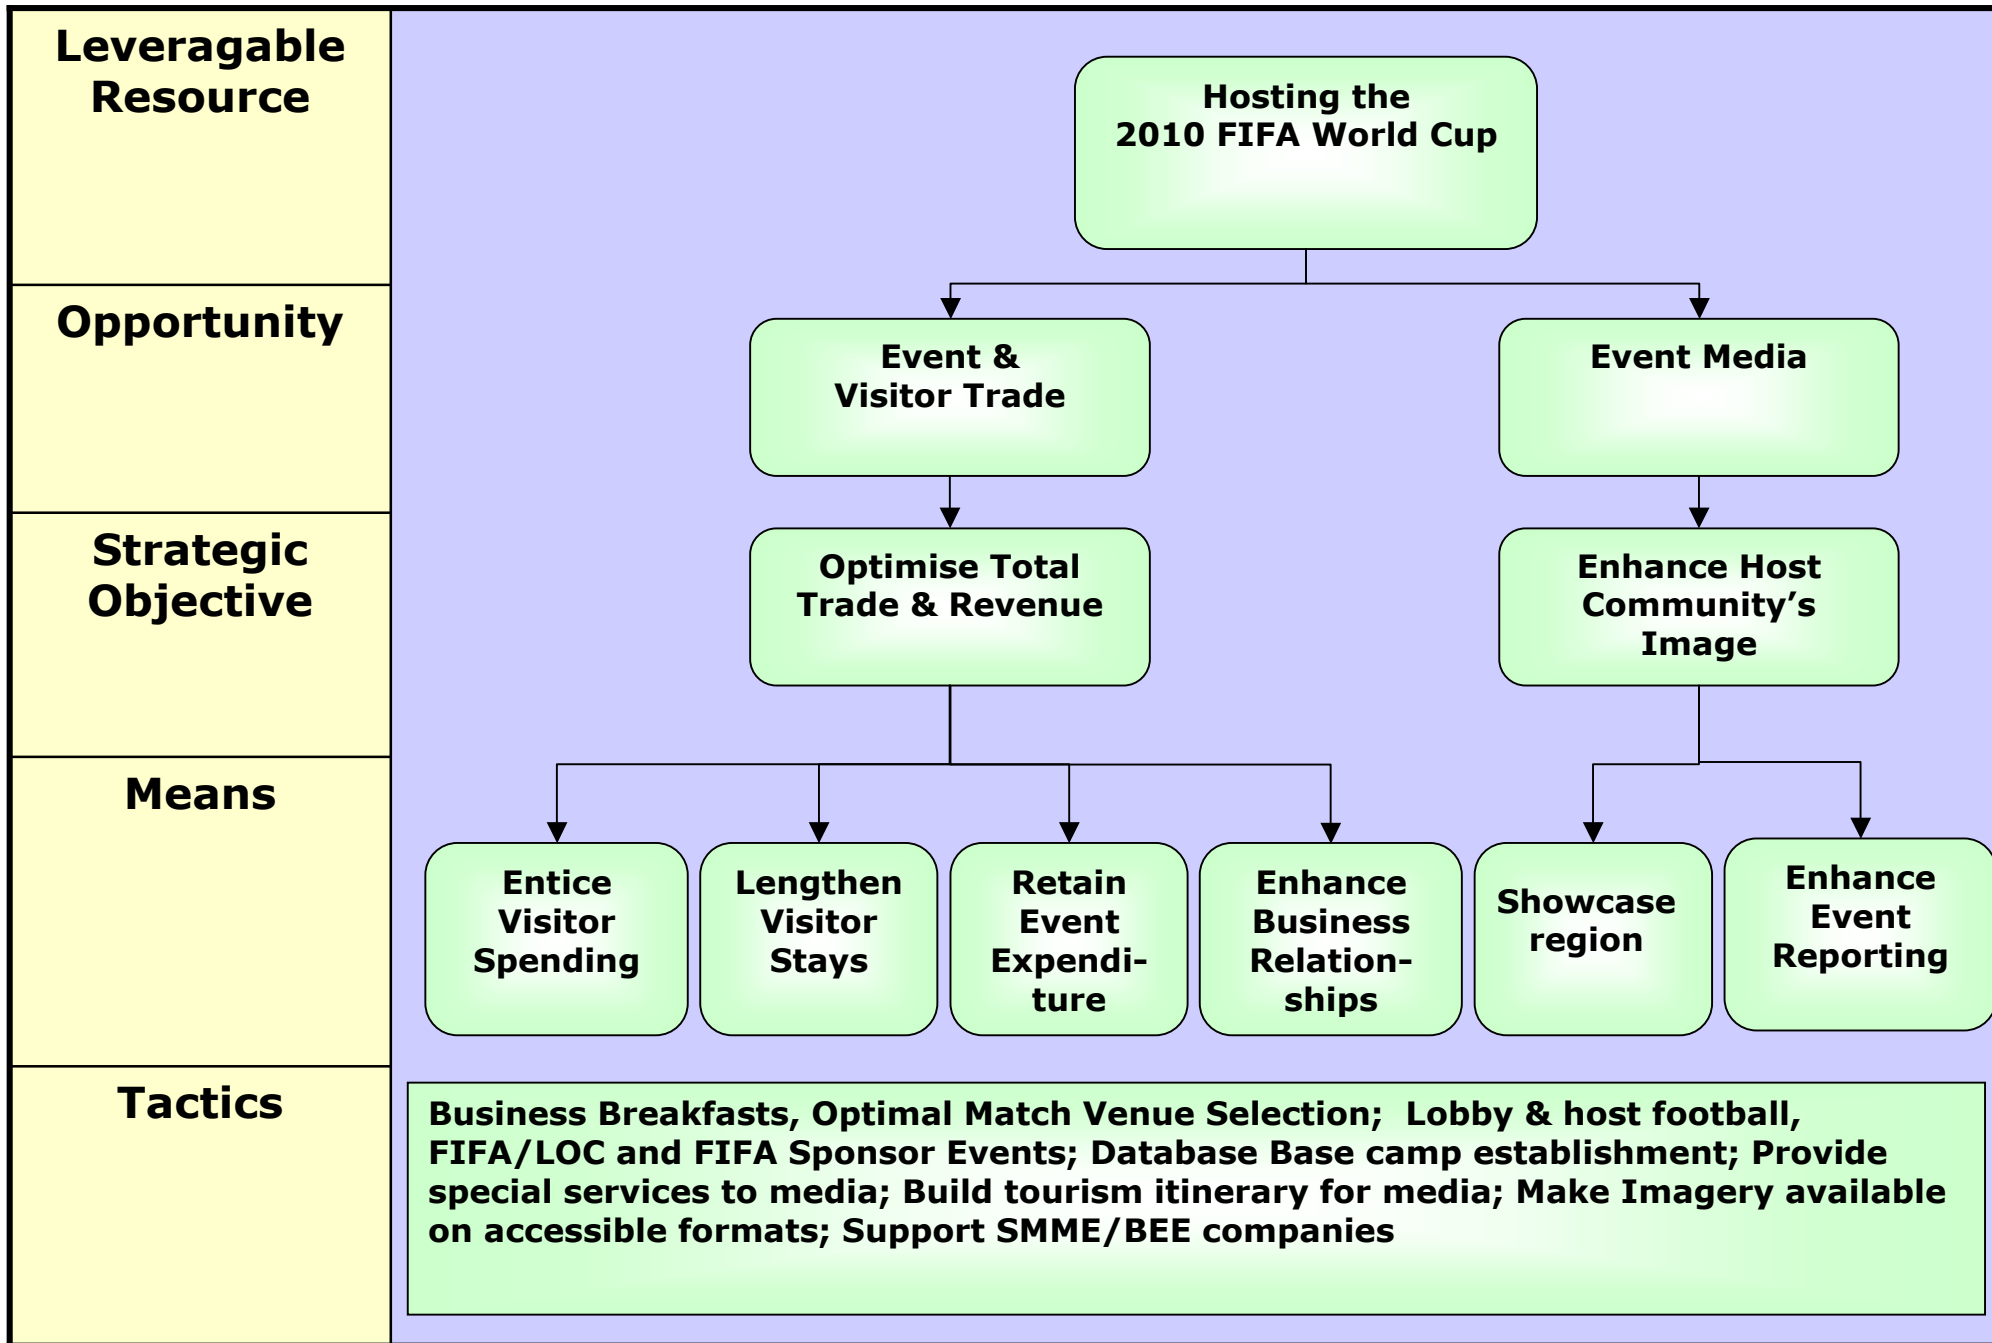 Leveragable
Resource
Hosting the
2010 FIFA World Cup
Opportunity
Event &
Visitor Trade
Event Media
Strategic
Objective
Optimise Total
Trade & Revenue
Enhance Host
Community’s
Image
Means
Entice
Visitor
Spending
Lengthen
Visitor
Stays
Retain
Event
Expendi-
ture
Enhance
Business
Relation-
ships
Showcase
region
Enhance
Event
Reporting
Tactics
Business Breakfasts, Optimal Match Venue Selection;  Lobby & host football,
FIFA/LOC and FIFA Sponsor Events; Database Base camp establishment; Provide
special services to media; Build tourism itinerary for media; Make Imagery available
on accessible formats; Support SMME/BEE companies